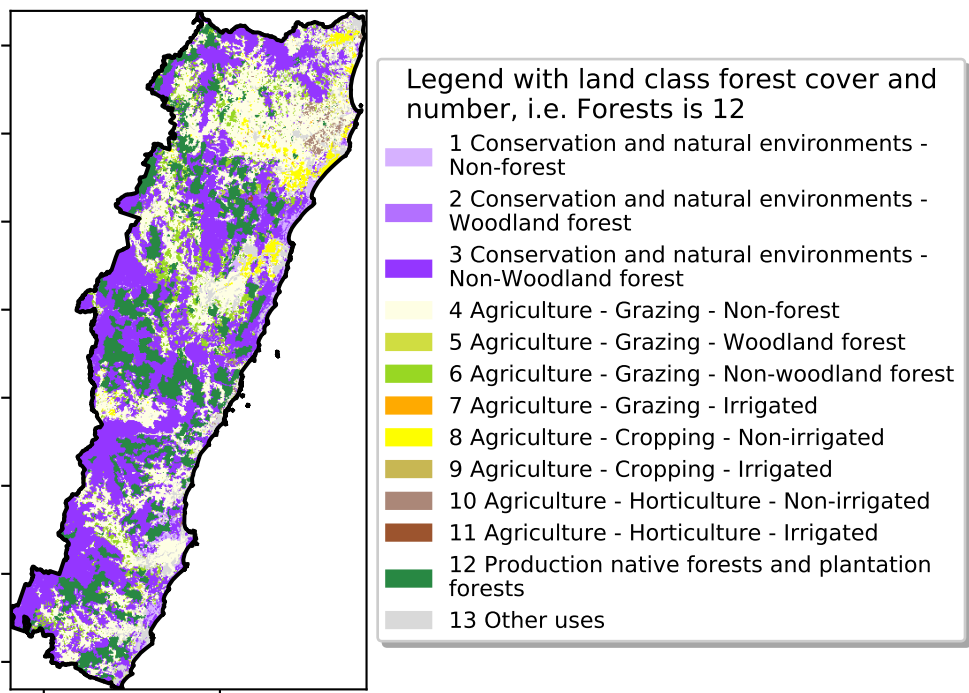 Legend with land class forest cover and
number, i.e. Forests is 12
1 Conservation and natural environments -
Non-forest
2 Conservation and natural environments -
Woodland forest
3 Conservation and natural environments -
Non-Woodland forest
4 Agriculture - Grazing - Non-forest
5 Agriculture - Grazing - Woodland forest
6 Agriculture - Grazing - Non-woodland forest
7 Agriculture - Grazing - Irrigated
8 Agriculture - Cropping - Non-irrigated
9 Agriculture - Cropping - Irrigated
10 Agriculture - Horticulture - Non-irrigated
11 Agriculture - Horticulture - Irrigated
12 Production native forests and plantation
forests
13 Other uses